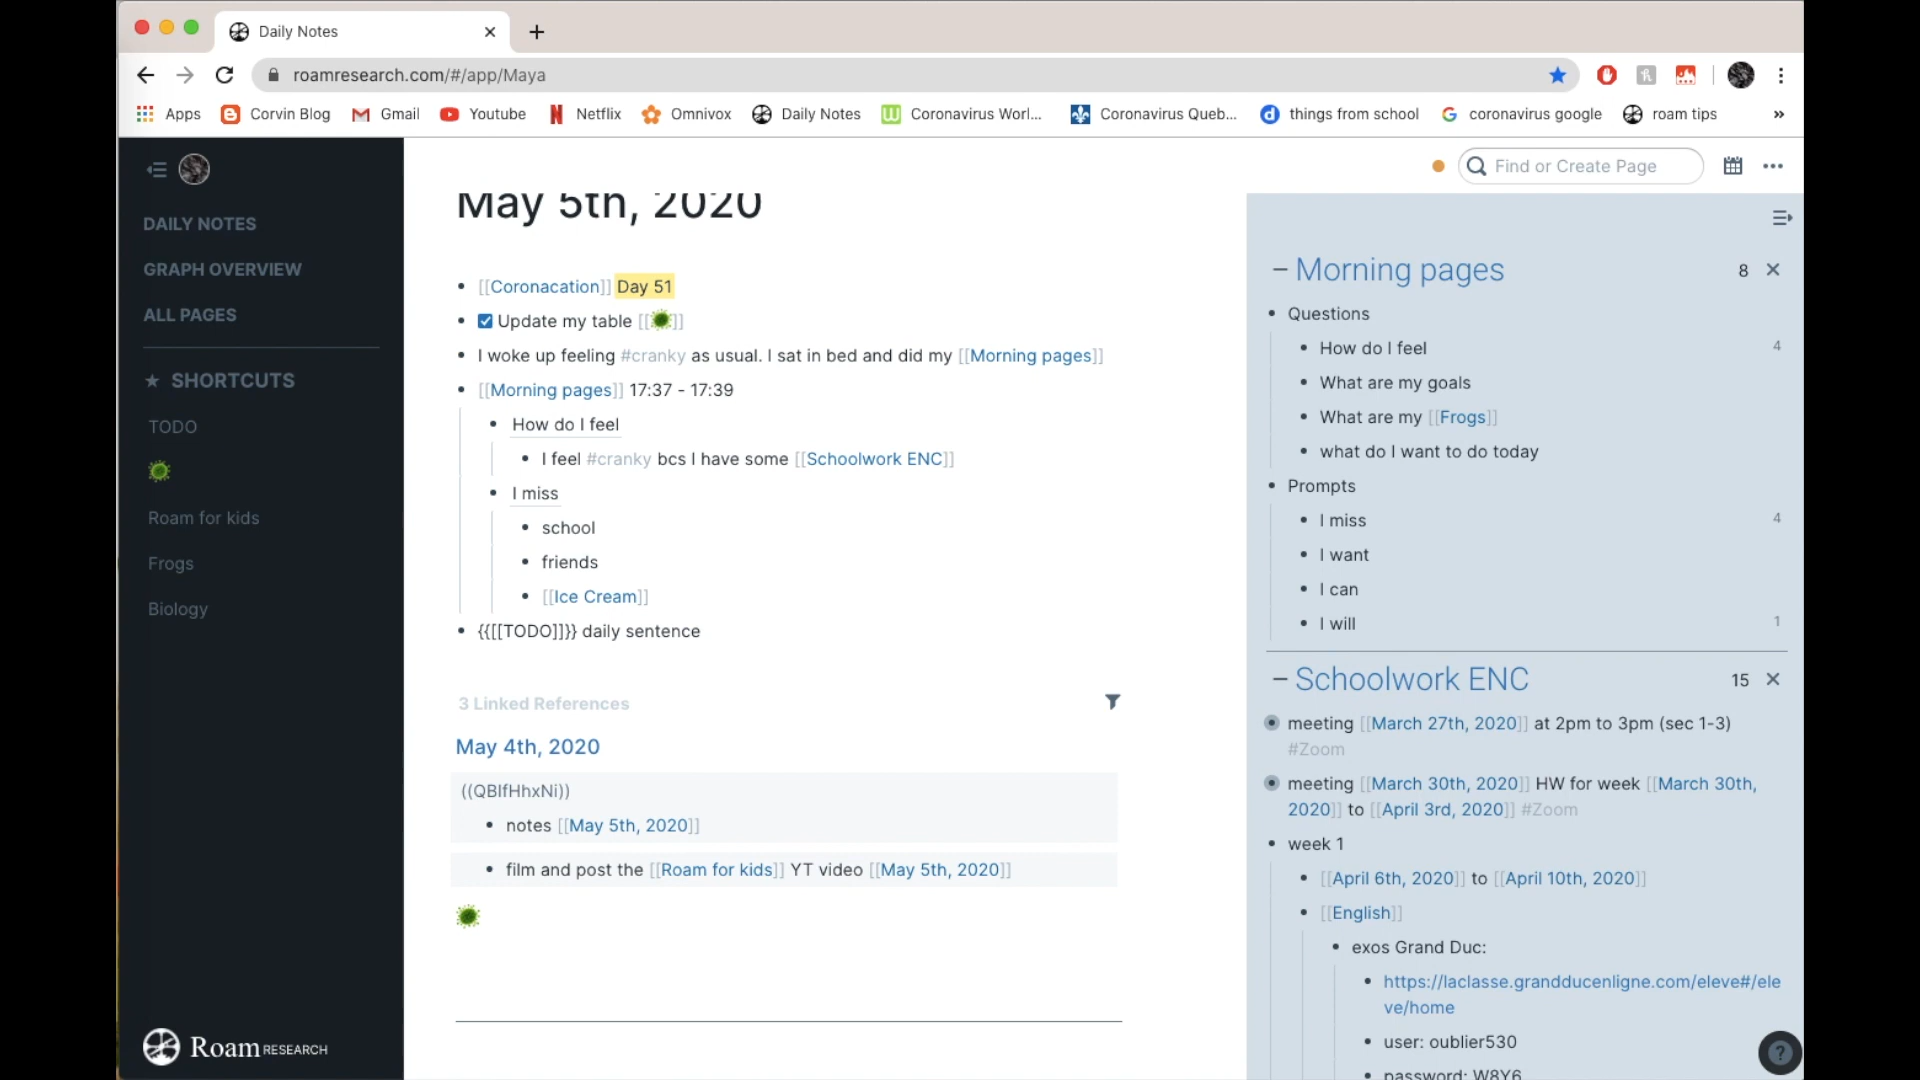 Daily Notes
roamresearch.com/#/app/Maya
Apps Corvin Blog Gmail Youtube Netflix Omnivox Daily Notes Coronavirus Worl... Coronavirus Queb... things from school coronavirus google roam tips »
Find or Create Page
DAILY NOTES
GRAPH OVERVIEW
ALL PAGES
SHORTCUTS
TODO
Roam for kids
Frogs
Biology
Roam RESEARCH
May 5th, 2020
[[Coronacation]] Day 51
Update my table [[🦠]]
I woke up feeling #cranky as usual. I sat in bed and did my [[Morning pages]]
[[Morning pages]] 17:37 - 17:39
How do I feel
I feel #cranky bcs I have some [[Schoolwork ENC]]
I miss
school
friends
[[Ice Cream]]
{{[[TODO]]}} daily sentence
3 Linked References
May 4th, 2020
((QBIfHhxNi))
notes [[May 5th, 2020]]
film and post the [[Roam for kids]] YT video [[May 5th, 2020]]
Morning pages 8
Questions
How do I feel 4
What are my goals
What are my [[Frogs]]
what do I want to do today
Prompts
I miss 4
I want
I can
I will 1
Schoolwork ENC 15
meeting [[March 27th, 2020]] at 2pm to 3pm (sec 1-3)
#Zoom
meeting [[March 30th, 2020]] HW for week [[March 30th,
2020]] to [[April 3rd, 2020]] #Zoom
week 1
[[April 6th, 2020]] to [[April 10th, 2020]]
[[English]]
exos Grand Duc:
https://laclasse.grandducenligne.com/eleve#/ele
ve/home
user: oublier530
password: W8Y6